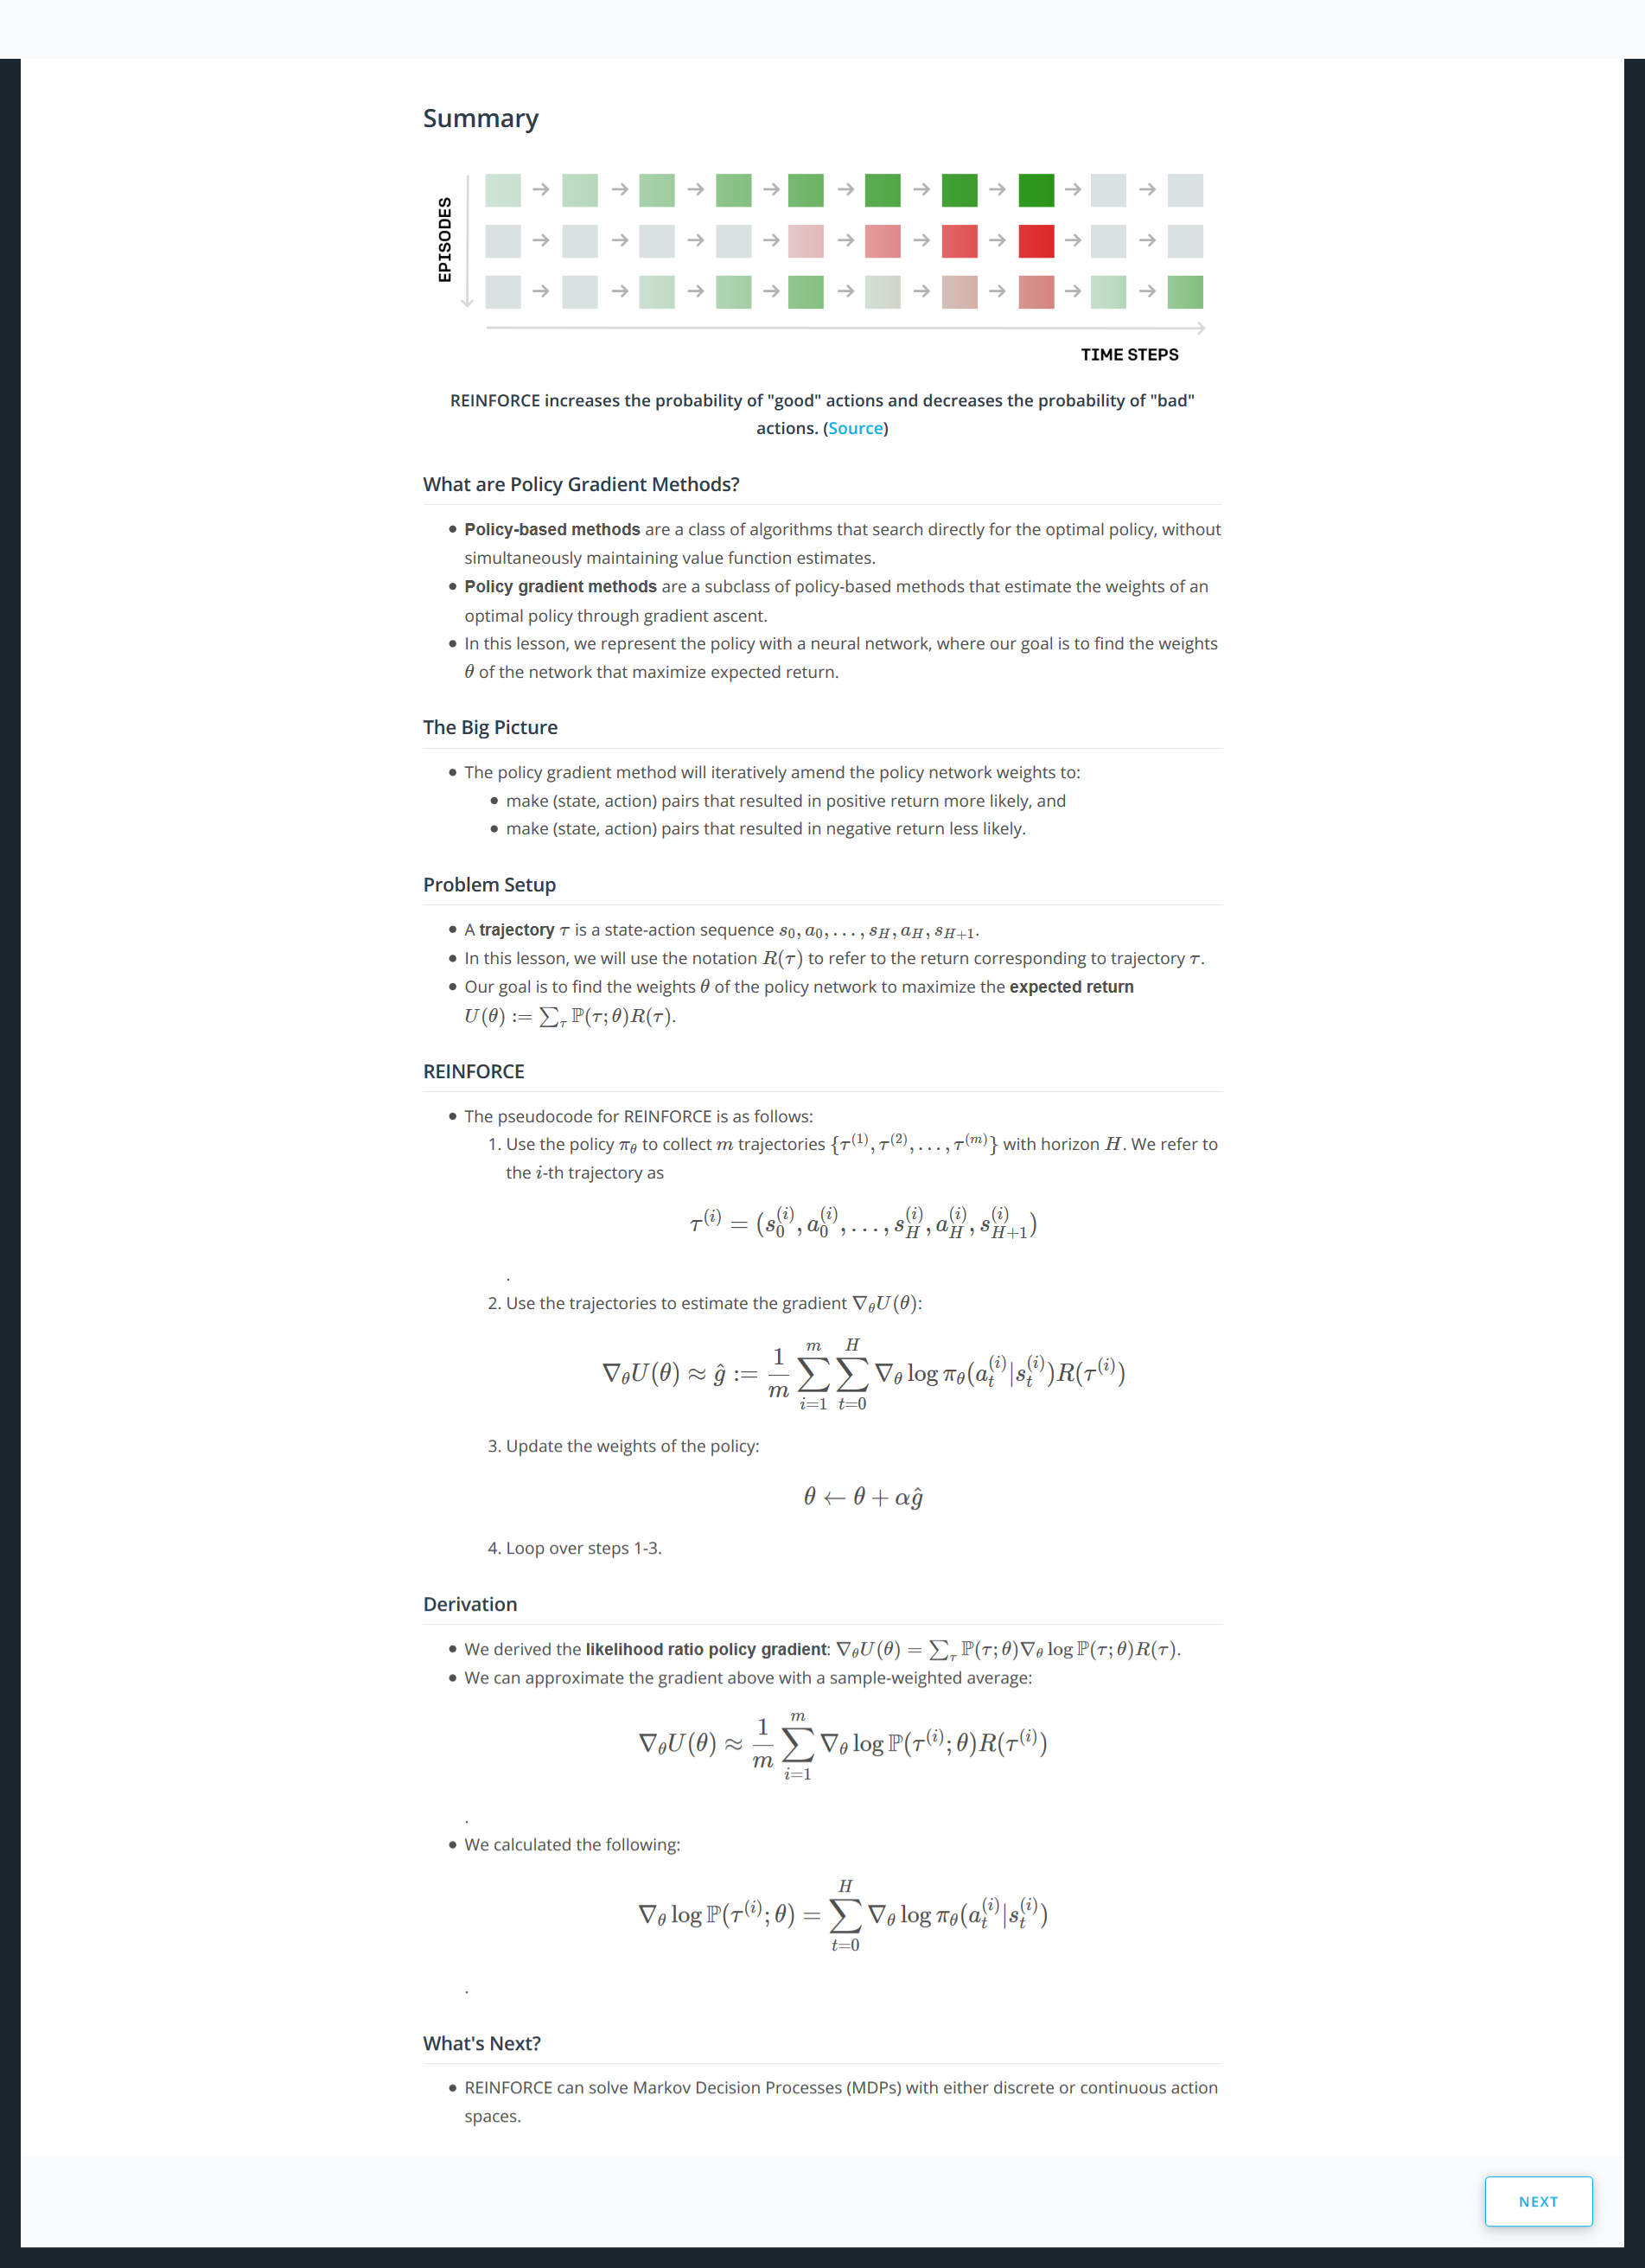 Summary
EPISODES
TIME STEPS
REINFORCE increases the probability of "good" actions and decreases the probability of "bad"
actions. (Source)
What are Policy Gradient Methods?
• Policy-based methods are a class of algorithms that search directly for the optimal policy, without
simultaneously maintaining value function estimates.
• Policy gradient methods are a subclass of policy-based methods that estimate the weights of an
optimal policy through gradient ascent.
• In this lesson, we represent the policy with a neural network, where our goal is to find the weights
θ of the network that maximize expected return.
The Big Picture
• The policy gradient method will iteratively amend the policy network weights to:
• make (state, action) pairs that resulted in positive return more likely, and
• make (state, action) pairs that resulted in negative return less likely.
Problem Setup
• A trajectory τ is a state-action sequence $s_0, a_0, \ldots, s_H, a_H, s_{H+1}$.
• In this lesson, we will use the notation $R(\tau)$ to refer to the return corresponding to trajectory τ.
• Our goal is to find the weights θ of the policy network to maximize the expected return
$U(\theta) := \sum_\tau \mathbb{P}(\tau;\theta)R(\tau)$.
REINFORCE
• The pseudocode for REINFORCE is as follows:
1. Use the policy $\pi_\theta$ to collect $m$ trajectories $\{\tau^{(1)}, \tau^{(2)}, \ldots, \tau^{(m)}\}$ with horizon $H$. We refer to
the $i$-th trajectory as
$\tau^{(i)} = (s_0^{(i)}, a_0^{(i)}, \ldots, s_H^{(i)}, a_H^{(i)}, s_{H+1}^{(i)})$
.
2. Use the trajectories to estimate the gradient $\nabla_\theta U(\theta)$:
$\nabla_\theta U(\theta) \approx \hat{g} := \frac{1}{m} \sum_{i=1}^{m} \sum_{t=0}^{H} \nabla_\theta \log \pi_\theta(a_t^{(i)}|s_t^{(i)}) R(\tau^{(i)})$
3. Update the weights of the policy:
$\theta \leftarrow \theta + \alpha \hat{g}$
4. Loop over steps 1-3.
Derivation
• We derived the likelihood ratio policy gradient: $\nabla_\theta U(\theta) = \sum_\tau \mathbb{P}(\tau;\theta) \nabla_\theta \log \mathbb{P}(\tau;\theta) R(\tau)$.
• We can approximate the gradient above with a sample-weighted average:
$\nabla_\theta U(\theta) \approx \frac{1}{m} \sum_{i=1}^{m} \nabla_\theta \log \mathbb{P}(\tau^{(i)};\theta) R(\tau^{(i)})$
.
• We calculated the following:
$\nabla_\theta \log \mathbb{P}(\tau^{(i)};\theta) = \sum_{t=0}^{H} \nabla_\theta \log \pi_\theta(a_t^{(i)}|s_t^{(i)})$
.
What's Next?
• REINFORCE can solve Markov Decision Processes (MDPs) with either discrete or continuous action
spaces.
NEXT